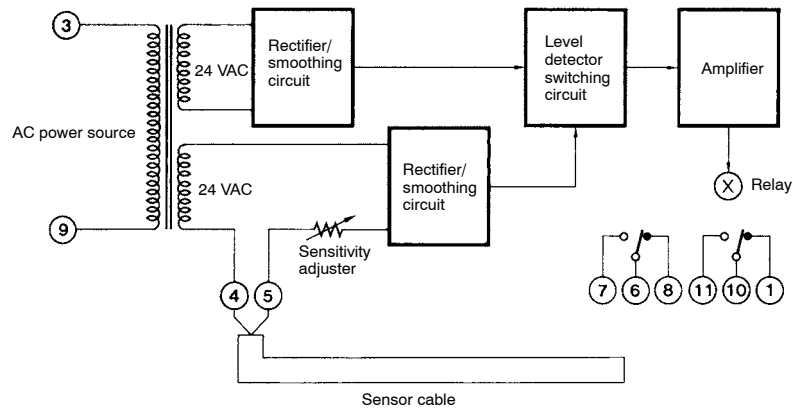 3
AC power source
9
24 VAC
24 VAC
Rectifier/
smoothing
circuit
Rectifier/
smoothing
circuit
Level
detector
switching
circuit
Amplifier
X
Relay
Sensitivity
adjuster
4
5
7
6
8
11
10
1
Sensor cable